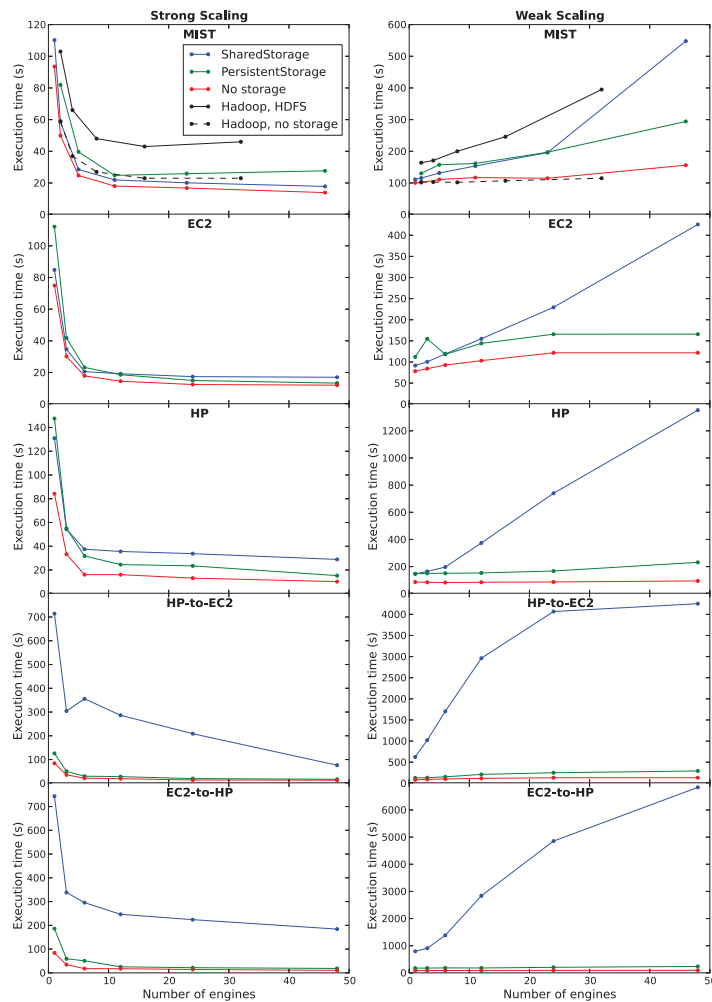 Strong Scaling
MIST
Execution time (s)
120
100
80
60
40
20
0
SharedStorage
PersistentStorage
No storage
Hadoop, HDFS
Hadoop, no storage
Weak Scaling
MIST
Execution time (s)
600
500
400
300
200
100
0
EC2
Execution time (s)
100
80
60
40
20
0
EC2
Execution time (s)
400
350
300
250
200
150
100
50
0
HP
Execution time (s)
140
120
100
80
60
40
20
0
HP
Execution time (s)
1200
1000
800
600
400
200
0
HP-to-EC2
Execution time (s)
700
600
500
400
300
200
100
0
HP-to-EC2
Execution time (s)
4000
3500
3000
2500
2000
1500
1000
500
0
EC2-to-HP
Execution time (s)
700
600
500
400
300
200
100
0
0 10 20 30 40 50
Number of engines
EC2-to-HP
Execution time (s)
6000
5000
4000
3000
2000
1000
0
0 10 20 30 40 50
Number of engines